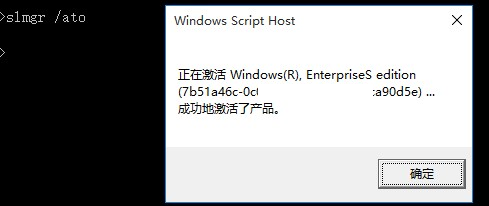 >slmgr /ato
>
Windows Script Host
正在激活 Windows(R), EnterpriseS edition
(7b51a46c-0c :a90d5e) ...
成功地激活了产品。
确定